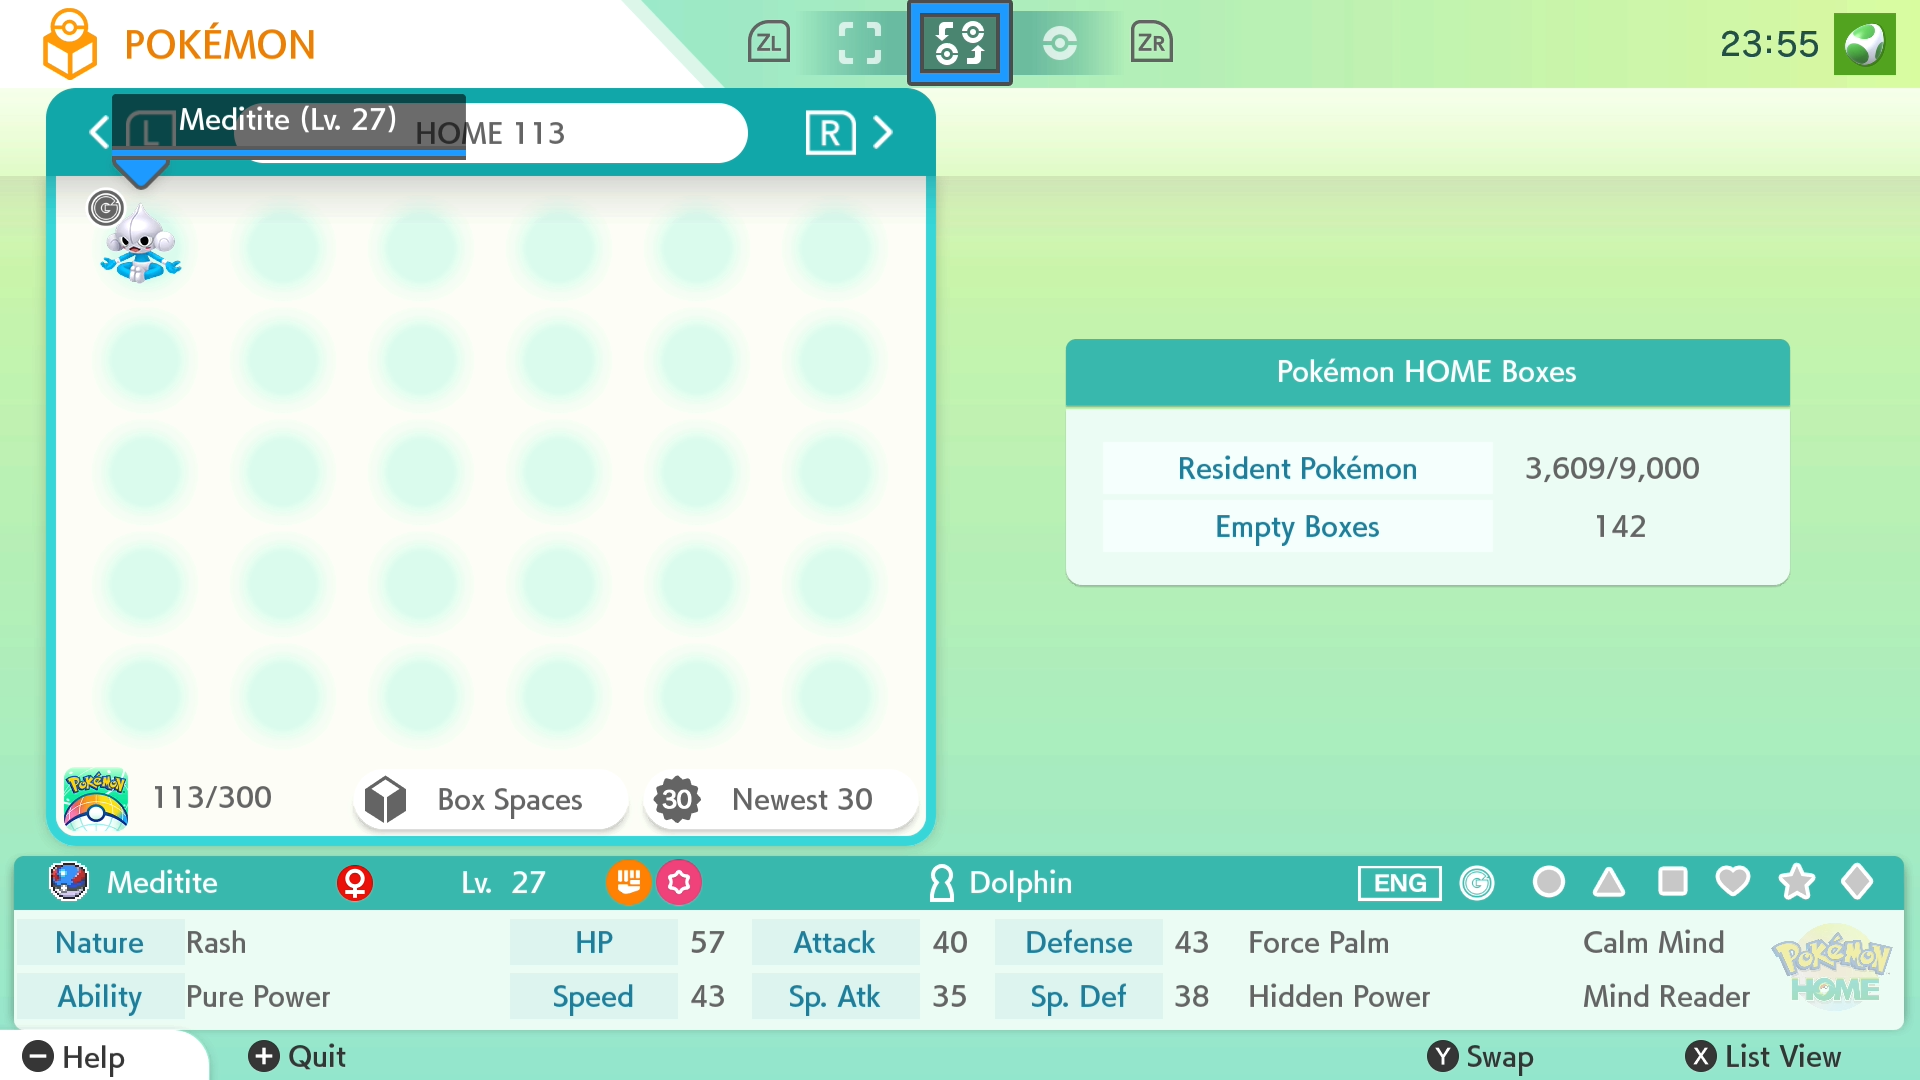 POKÉMON
ZL
ZR
23:55
L
Meditite (Lv. 27)
HOME 113
R
G
Pokémon HOME Boxes
Resident Pokémon 3,609/9,000
Empty Boxes 142
Pokémon
113/300
Box Spaces
30 Newest 30
Meditite
Lv. 27
Dolphin
ENG G
Nature Rash
HP 57
Attack 40
Defense 43
Force Palm
Calm Mind
Ability Pure Power
Speed 43
Sp. Atk 35
Sp. Def 38
Hidden Power
Mind Reader
Pokémon
HOME
Help
+ Quit
Y Swap
X List View